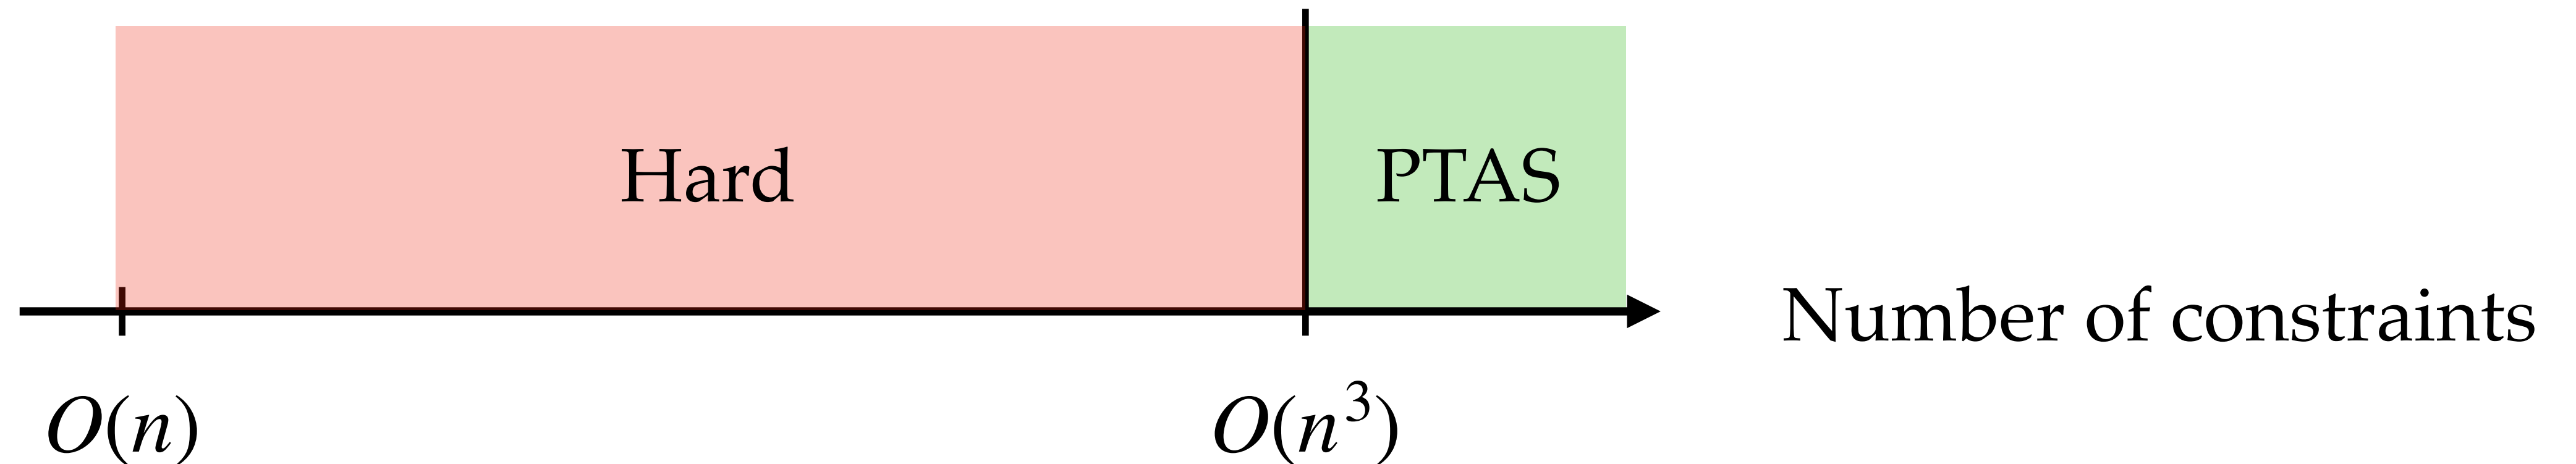 Hard
PTAS
Number of constraints
O(n)
O(n³)